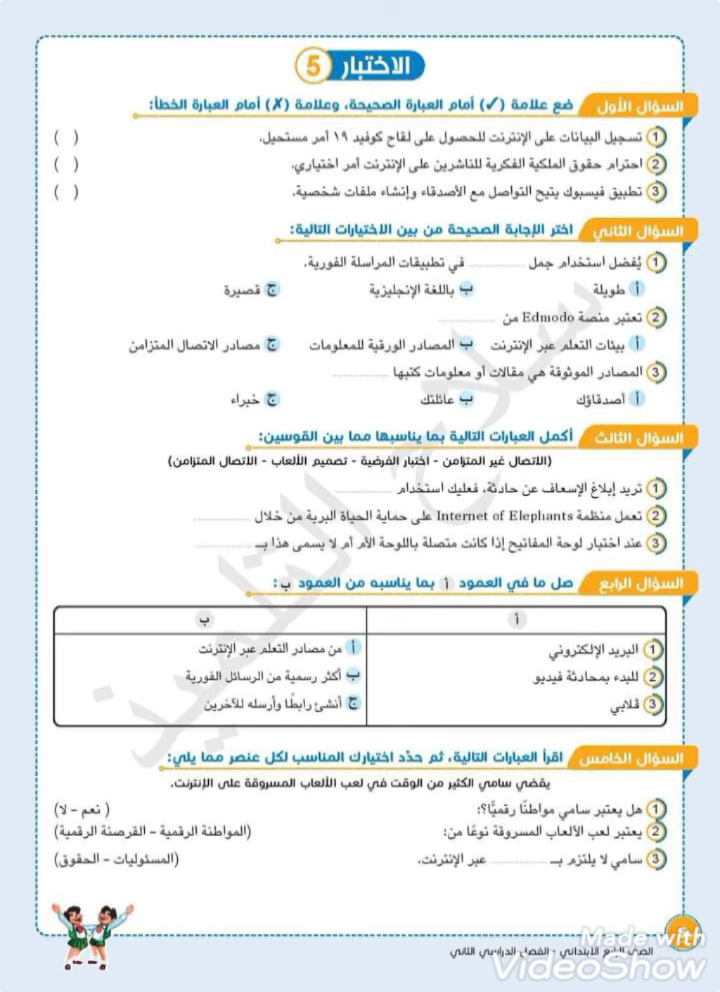 الاختبار 5
السؤال الأول ضع علامة (✓) أمام العبارة الصحيحة، وعلامة (✗) أمام العبارة الخطأ:
1 تسجيل البيانات على الإنترنت للحصول على لقاح كوفيد ١٩ أمر مستحيل. ( )
2 احترام حقوق الملكية الفكرية للناشرين على الإنترنت أمر اختياري. ( )
3 تطبيق فيسبوك يتيح التواصل مع الأصدقاء وإنشاء ملفات شخصية. ( )
السؤال الثاني اختر الإجابة الصحيحة من بين الاختيارات التالية:
1 يُفضل استخدام جمل ............ في تطبيقات المراسلة الفورية.
أ طويلة ب باللغة الإنجليزية ج قصيرة
2 تعتبر منصة Edmodo من ............
أ بيئات التعلم عبر الإنترنت ب المصادر الورقية للمعلومات ج مصادر الاتصال المتزامن
3 المصادر الموثوقة هي مقالات أو معلومات كتبها ............
أ أصدقاؤك ب عائلتك ج خبراء
السؤال الثالث أكمل العبارات التالية بما يناسبها مما بين القوسين:
(الاتصال غير المتزامن - اختبار الفرضية - تصميم الألعاب - الاتصال المتزامن)
1 تريد إبلاغ الإسعاف عن حادثة، فعليك استخدام ............
2 تعمل منظمة Internet of Elephants على حماية الحياة البرية من خلال ............
3 عند اختبار لوحة المفاتيح إذا كانت متصلة باللوحة الأم أم لا يسمى هذا بـ ............
السؤال الرابع صل ما في العمود أ بما يناسبه من العمود ب:
أ ب
1 البريد الإلكتروني أ من مصادر التعلم عبر الإنترنت
2 للبدء بمحادثة فيديو ب أكثر رسمية من الرسائل الفورية
3 قلابي ج أنشئ رابطًا وأرسله للآخرين
السؤال الخامس اقرأ العبارات التالية، ثم حدِّد اختيارك المناسب لكل عنصر مما يلي:
يقضي سامي الكثير من الوقت في لعب الألعاب المسروقة على الإنترنت.
1 هل يعتبر سامي مواطنًا رقميًّا؟: (نعم - لا)
2 يعتبر لعب الألعاب المسروقة نوعًا من: (المواطنة الرقمية - القرصنة الرقمية)
3 سامي لا يلتزم بـ ............ عبر الإنترنت. (المسئوليات - الحقوق)
سلاح التلميذ
الصف الرابع الابتدائي - الفصل الدراسي الثاني
Made with
VideoShow